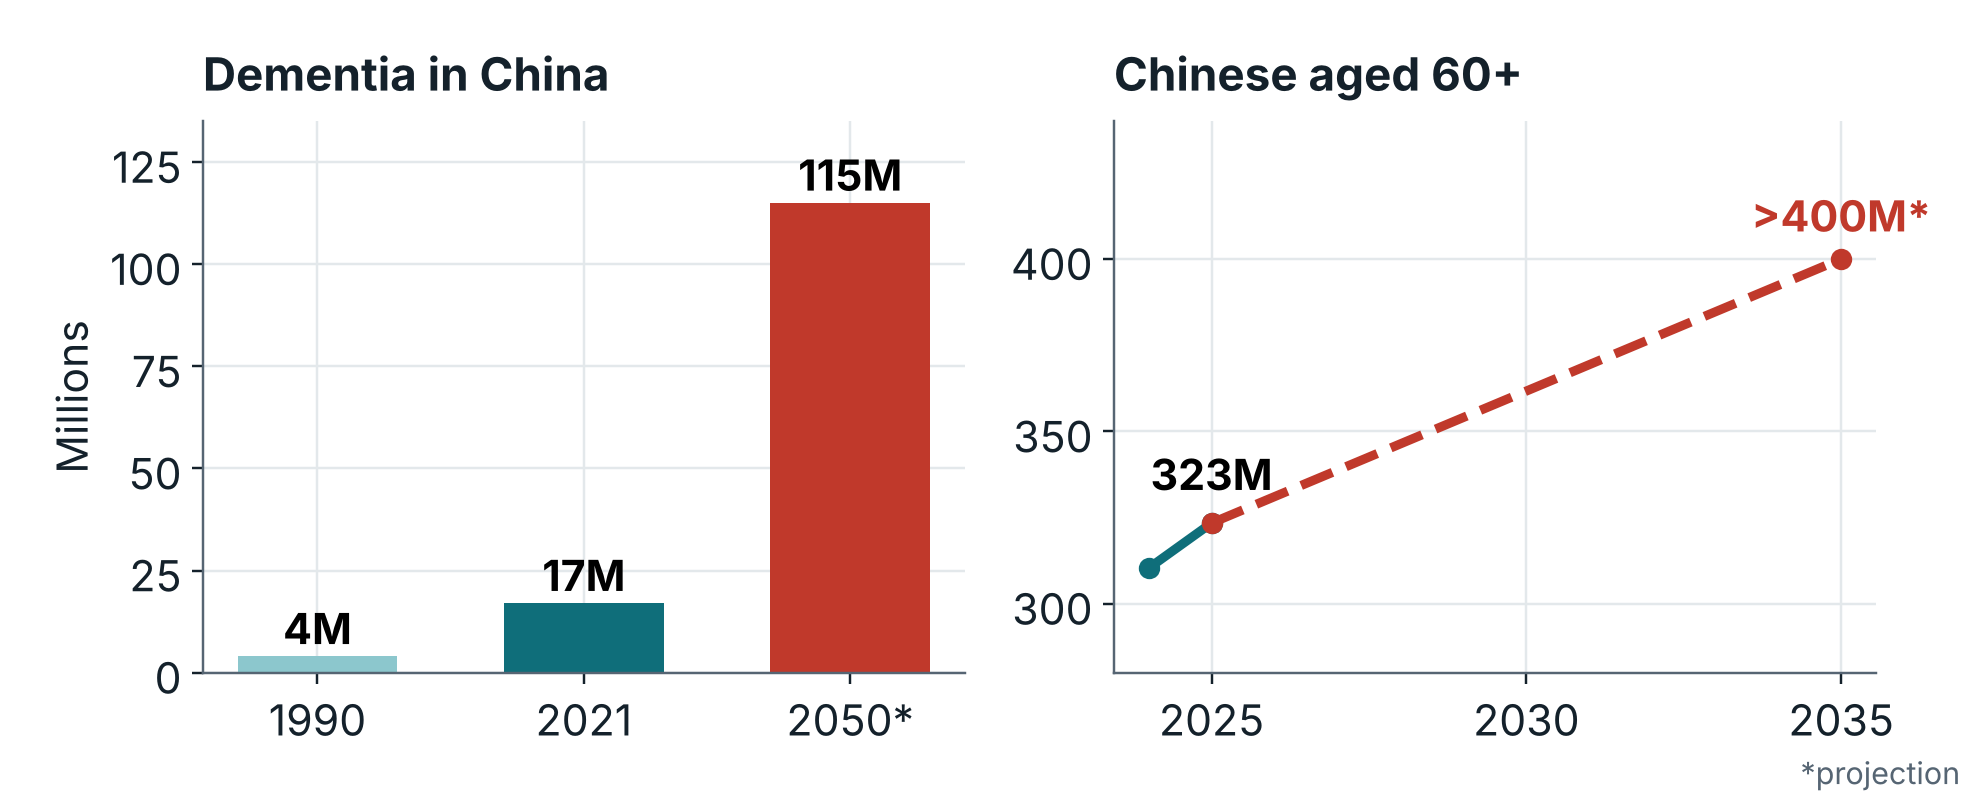 Dementia in China
Millions
125
100
75
50
25
0
4M
17M
115M
1990
2021
2050*
Chinese aged 60+
400
350
300
323M
>400M*
2025
2030
2035
*projection